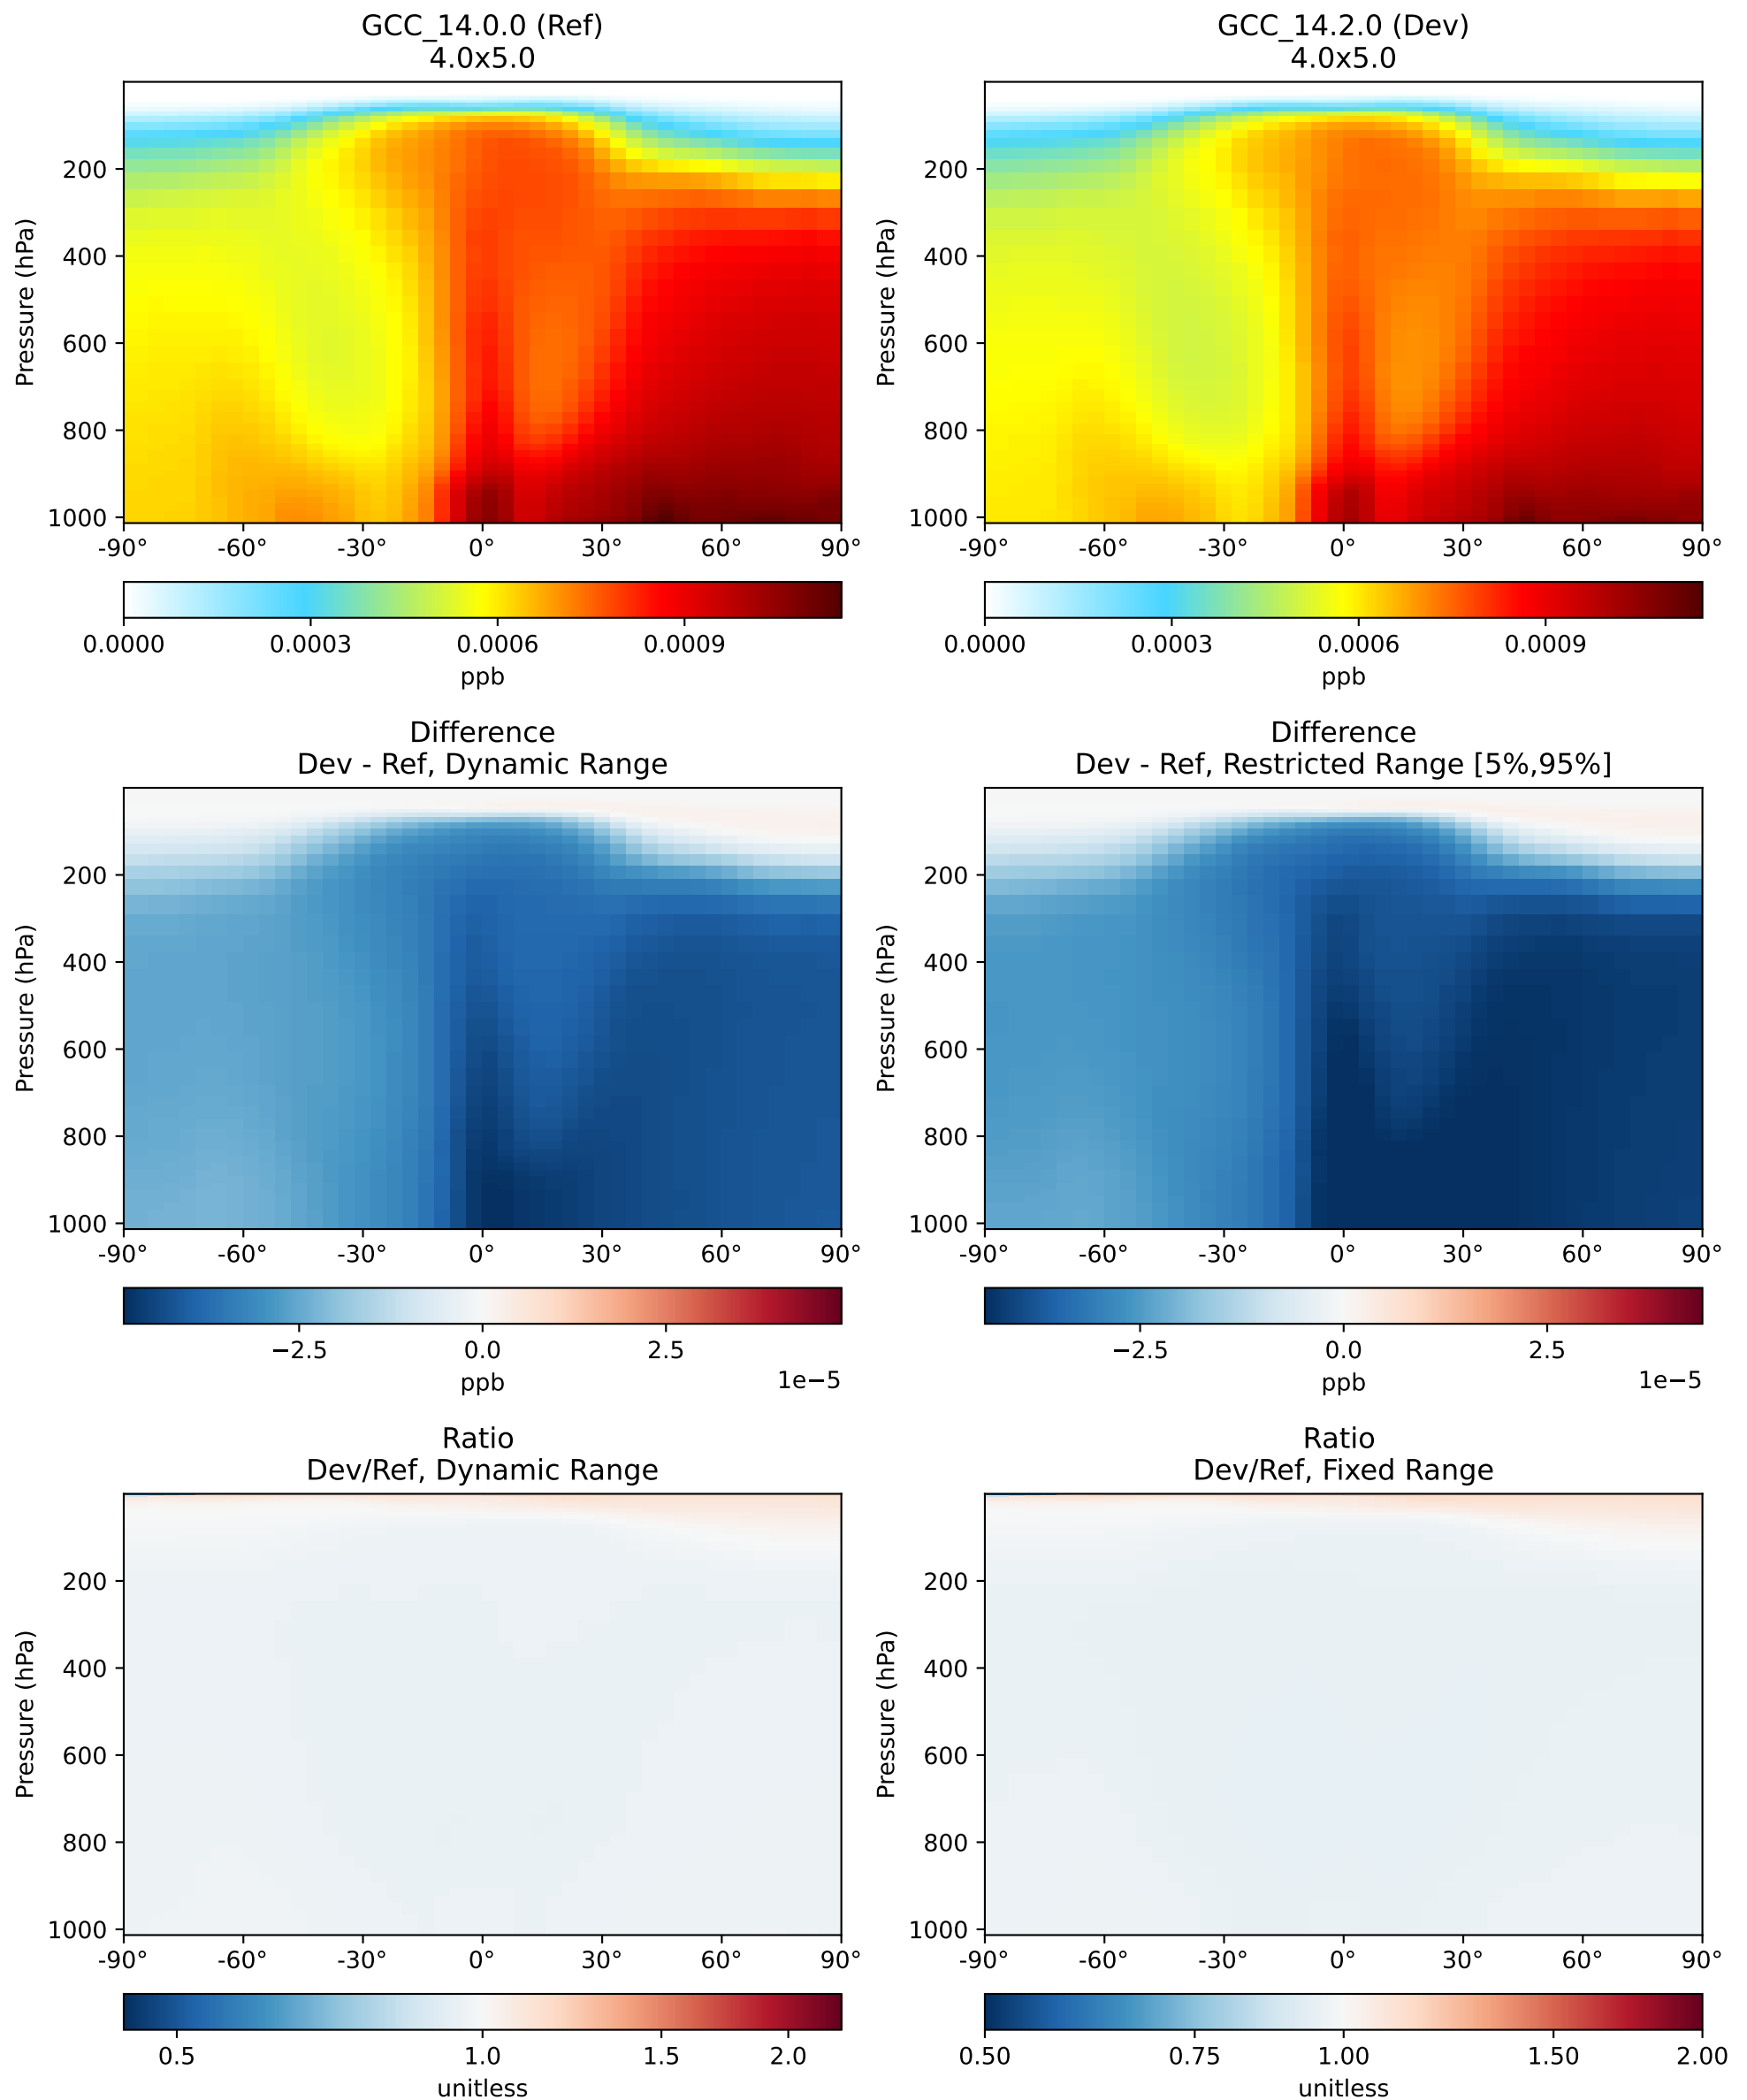 GCC_14.0.0 (Ref)
4.0x5.0
Pressure (hPa)
200
400
600
800
1000
-90° -60° -30° 0° 30° 60° 90°
0.0000 0.0003 0.0006 0.0009
ppb
GCC_14.2.0 (Dev)
4.0x5.0
Pressure (hPa)
200
400
600
800
1000
-90° -60° -30° 0° 30° 60° 90°
0.0000 0.0003 0.0006 0.0009
ppb
Difference
Dev - Ref, Dynamic Range
Pressure (hPa)
200
400
600
800
1000
-90° -60° -30° 0° 30° 60° 90°
−2.5 0.0 2.5
ppb
1e−5
Difference
Dev - Ref, Restricted Range [5%,95%]
Pressure (hPa)
200
400
600
800
1000
-90° -60° -30° 0° 30° 60° 90°
−2.5 0.0 2.5
ppb
1e−5
Ratio
Dev/Ref, Dynamic Range
Pressure (hPa)
200
400
600
800
1000
-90° -60° -30° 0° 30° 60° 90°
0.5 1.0 1.5 2.0
unitless
Ratio
Dev/Ref, Fixed Range
Pressure (hPa)
200
400
600
800
1000
-90° -60° -30° 0° 30° 60° 90°
0.50 0.75 1.00 1.50 2.00
unitless